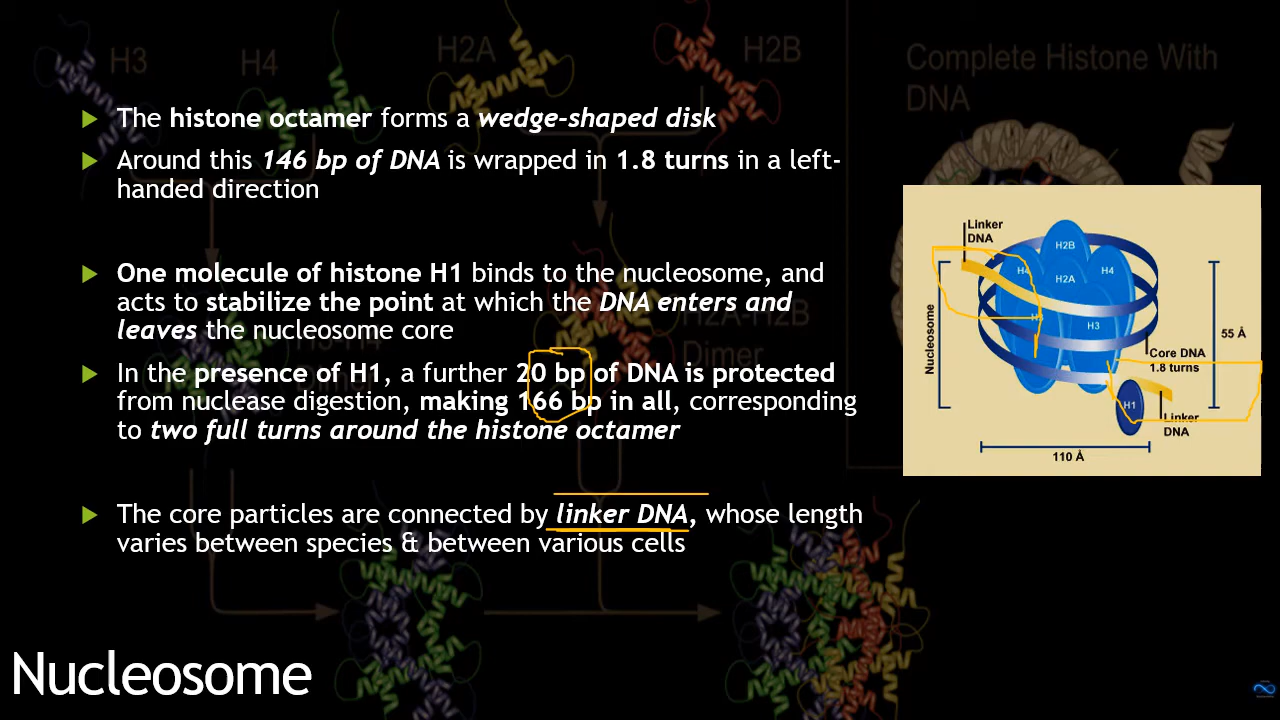 H3
H4
H2A
H2B
Complete Histone With
DNA
The histone octamer forms a wedge-shaped disk
Around this 146 bp of DNA is wrapped in 1.8 turns in a left-
handed direction
One molecule of histone H1 binds to the nucleosome, and
acts to stabilize the point at which the DNA enters and
leaves the nucleosome core
In the presence of H1, a further 20 bp of DNA is protected
from nuclease digestion, making 166 bp in all, corresponding
to two full turns around the histone octamer
The core particles are connected by linker DNA, whose length
varies between species & between various cells
H2A-H2B
Dimer
Linker
DNA
H2B
H4
H2A
H4
H3
Nucleosome
55 Å
Core DNA
1.8 turns
H1
Linker
DNA
110 Å
Nucleosome